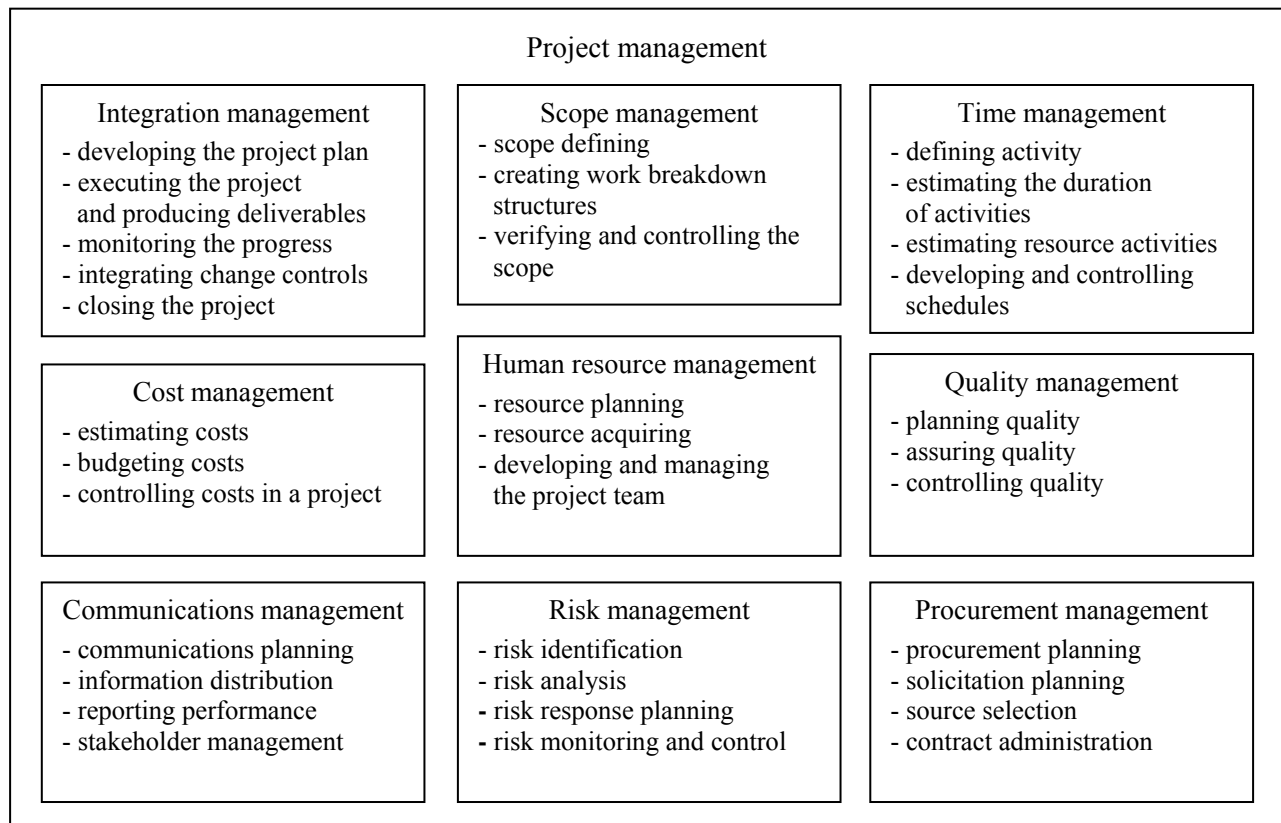 Project management
Integration management
- developing the project plan
- executing the project
and producing deliverables
- monitoring the progress
- integrating change controls
- closing the project
Scope management
- scope defining
- creating work breakdown
structures
- verifying and controlling the
scope
Time management
- defining activity
- estimating the duration
of activities
- estimating resource activities
- developing and controlling
schedules
Cost management
- estimating costs
- budgeting costs
- controlling costs in a project
Human resource management
- resource planning
- resource acquiring
- developing and managing
the project team
Quality management
- planning quality
- assuring quality
- controlling quality
Communications management
- communications planning
- information distribution
- reporting performance
- stakeholder management
Risk management
- risk identification
- risk analysis
- risk response planning
- risk monitoring and control
Procurement management
- procurement planning
- solicitation planning
- source selection
- contract administration